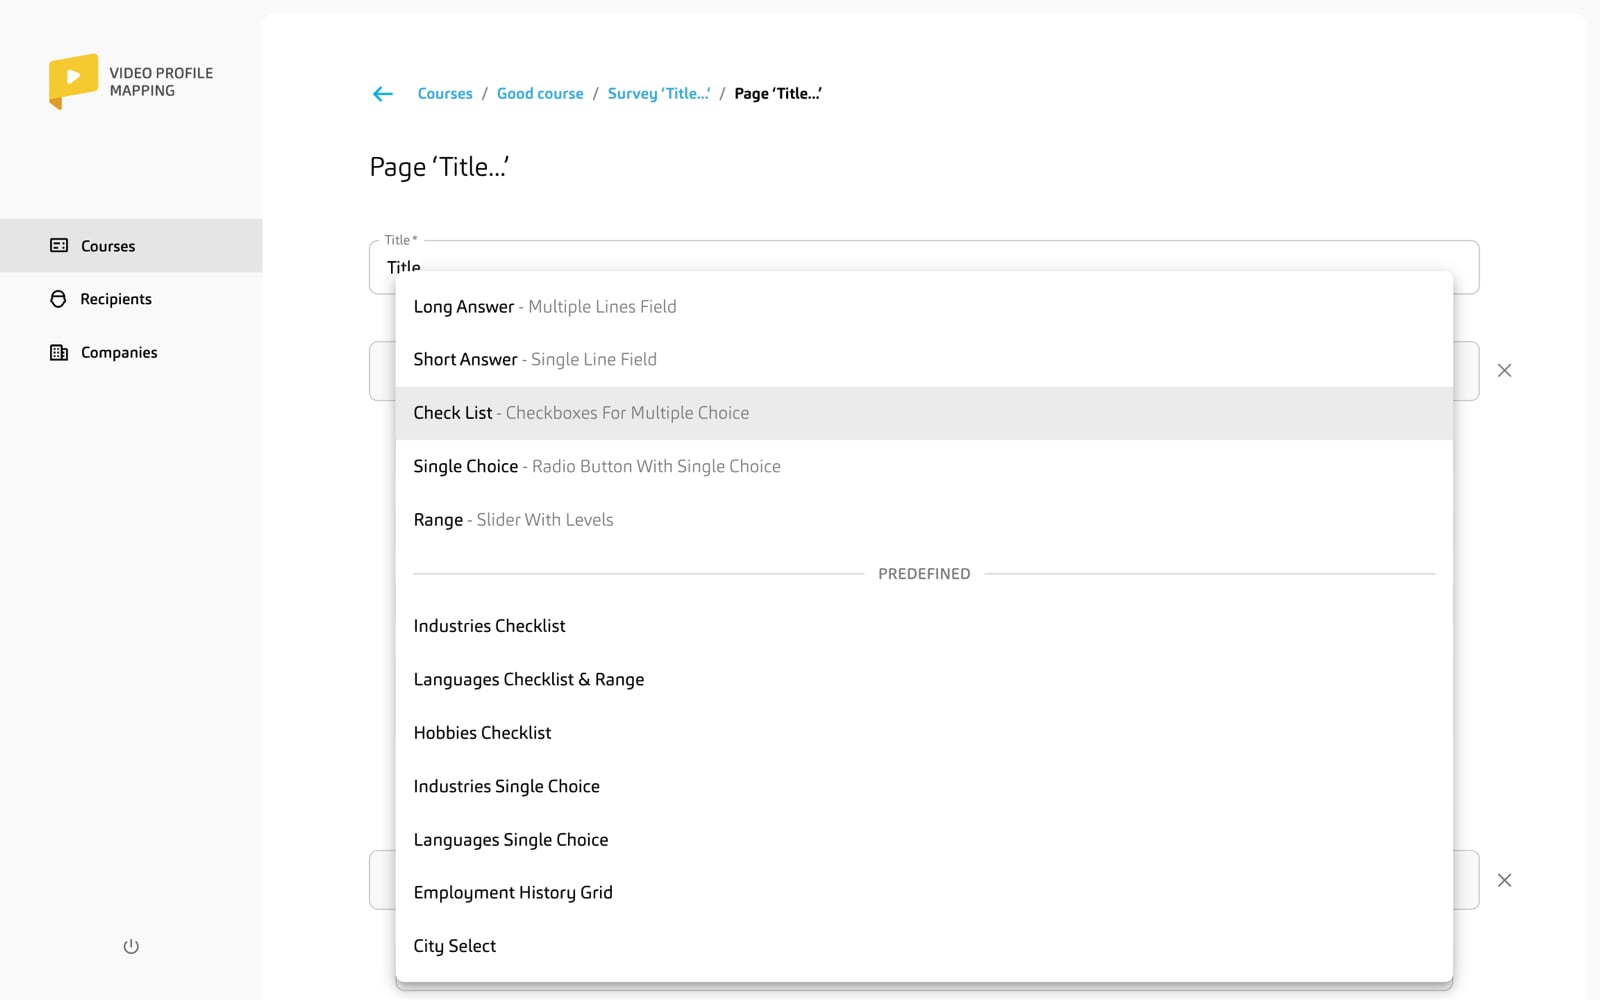 VIDEO PROFILE
MAPPING
Courses / Good course / Survey ‘Title...’ / Page ‘Title...’
Page ‘Title...’
Courses
Recipients
Companies
Title*
Title
Long Answer - Multiple Lines Field
Short Answer - Single Line Field
Check List - Checkboxes For Multiple Choice
Single Choice - Radio Button With Single Choice
Range - Slider With Levels
PREDEFINED
Industries Checklist
Languages Checklist & Range
Hobbies Checklist
Industries Single Choice
Languages Single Choice
Employment History Grid
City Select